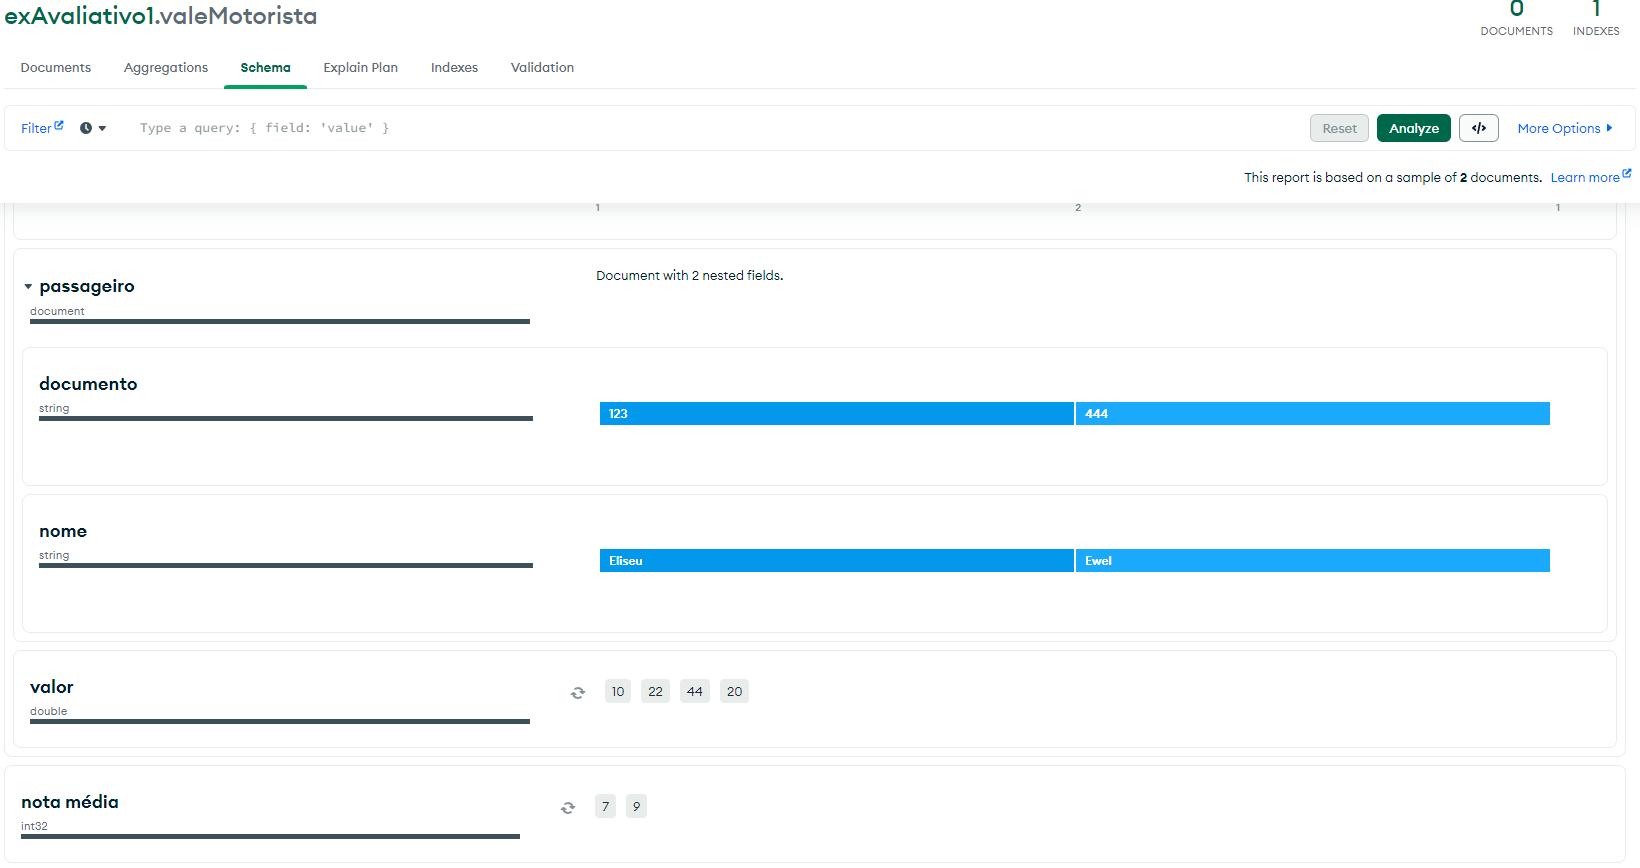 exAvaliativo1.valeMotorista
0 1
DOCUMENTS INDEXES
Documents Aggregations Schema Explain Plan Indexes Validation
Filter Type a query: { field: 'value' } Reset Analyze </> More Options
This report is based on a sample of 2 documents. Learn more
1 2 1
passageiro
document
Document with 2 nested fields.
documento
string
123 444
nome
string
Eliseu Ewel
valor
double
10 22 44 20
nota média
int32
7 9